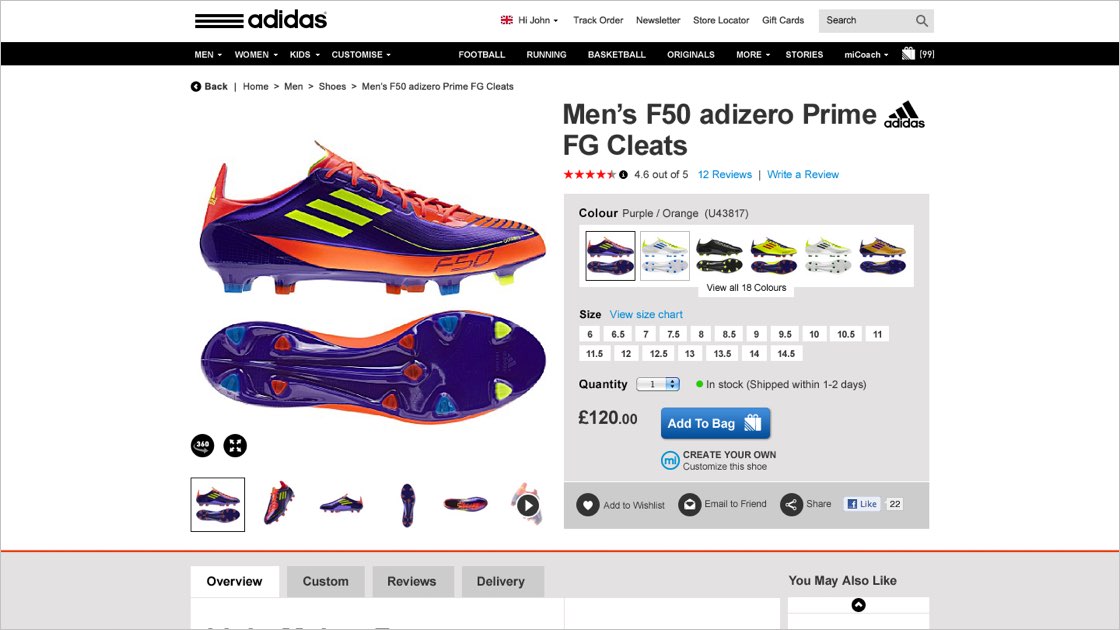 adidas
Hi John
Track Order
Newsletter
Store Locator
Gift Cards
Search
MEN
WOMEN
KIDS
CUSTOMISE
FOOTBALL
RUNNING
BASKETBALL
ORIGINALS
MORE
STORIES
miCoach
[99]
Back | Home > Men > Shoes > Men's F50 adizero Prime FG Cleats
Men's F50 adizero Prime
FG Cleats
adidas
4.6 out of 5 12 Reviews | Write a Review
Colour Purple / Orange (U43817)
View all 18 Colours
F50
Size View size chart
6 6.5 7 7.5 8 8.5 9 9.5 10 10.5 11
11.5 12 12.5 13 13.5 14 14.5
Quantity 1 In stock (Shipped within 1-2 days)
£120.00 Add To Bag
mi CREATE YOUR OWN
Customize this shoe
360
Add to Wishlist
Email to Friend
Share
Like 22
Overview
Custom
Reviews
Delivery
You May Also Like